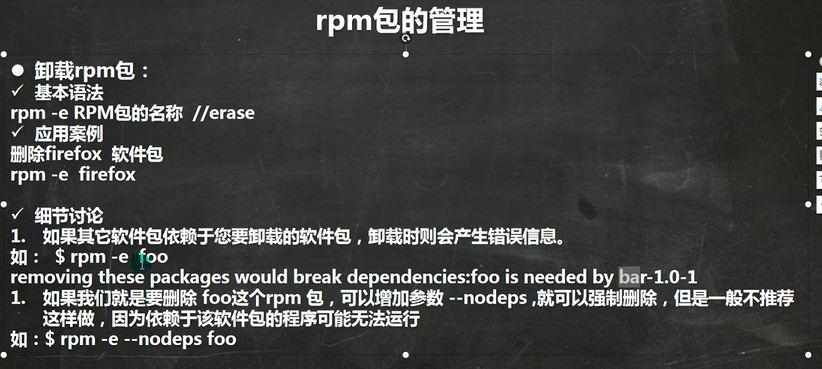 rpm包的管理
● 卸载rpm包：
✓ 基本语法
rpm -e RPM包的名称 //erase
✓ 应用案例
删除firefox 软件包
rpm -e firefox
✓ 细节讨论
1. 如果其它软件包依赖于您要卸载的软件包，卸载时则会产生错误信息。
如： $ rpm -e foo
removing these packages would break dependencies:foo is needed by bar-1.0-1
1. 如果我们就是要删除 foo这个rpm 包，可以增加参数 --nodeps ,就可以强制删除，但是一般不推荐
这样做，因为依赖于该软件包的程序可能无法运行
如：$ rpm -e --nodeps foo